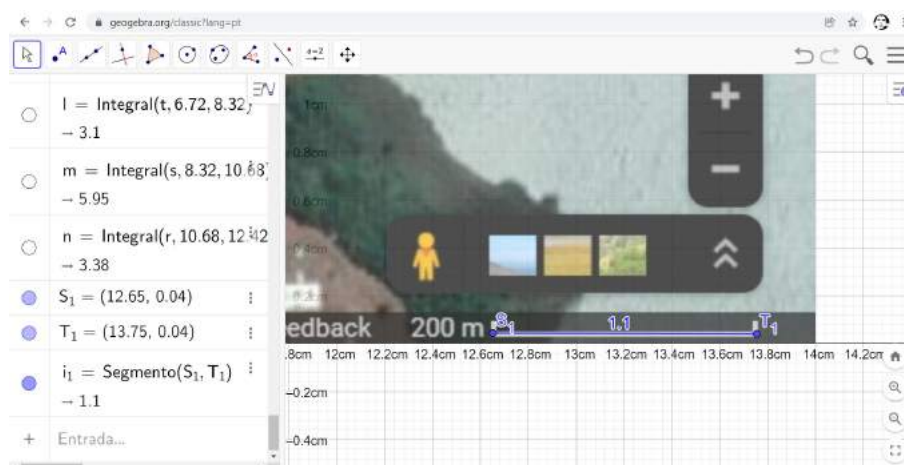 geogebra.org/classic?lang=pt
A
a=2
l = Integral(t, 6.72, 8.32)
→ 3.1
m = Integral(s, 8.32, 10.68)
→ 5.95
n = Integral(r, 10.68, 12.42
→ 3.38
S₁ = (12.65, 0.04)
T₁ = (13.75, 0.04)
i₁ = Segmento(S₁, T₁)
→ 1.1
Entrada...
1cm
0.8cm
0.6cm
0.4cm
0.2cm
edback 200 m S₁ 1.1 T₁
.8cm 12cm 12.2cm 12.4cm 12.6cm 12.8cm 13cm 13.2cm 13.4cm 13.6cm 13.8cm 14cm 14.2cm
-0.2cm
-0.4cm